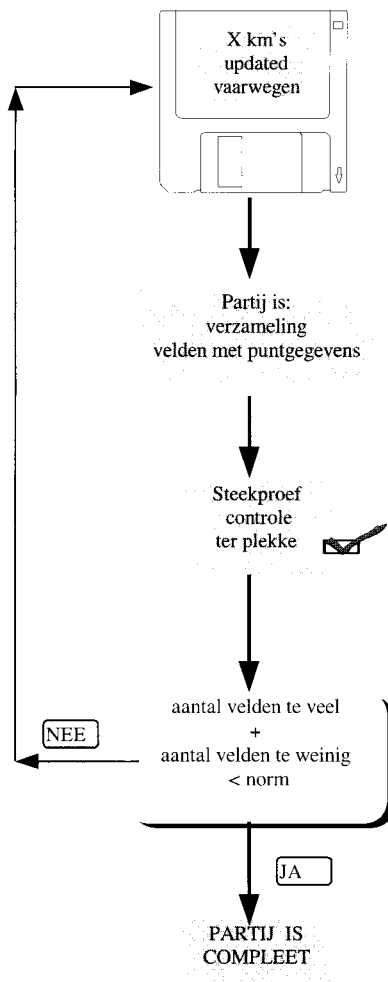 X km's
updated
vaarwegen
Partij is:
verzameling
velden met puntgegevens
Steekproef
controle
ter plekke
aantal velden te veel
+
aantal velden te weinig
< norm
NEE
JA
PARTIJ IS
COMPLEET